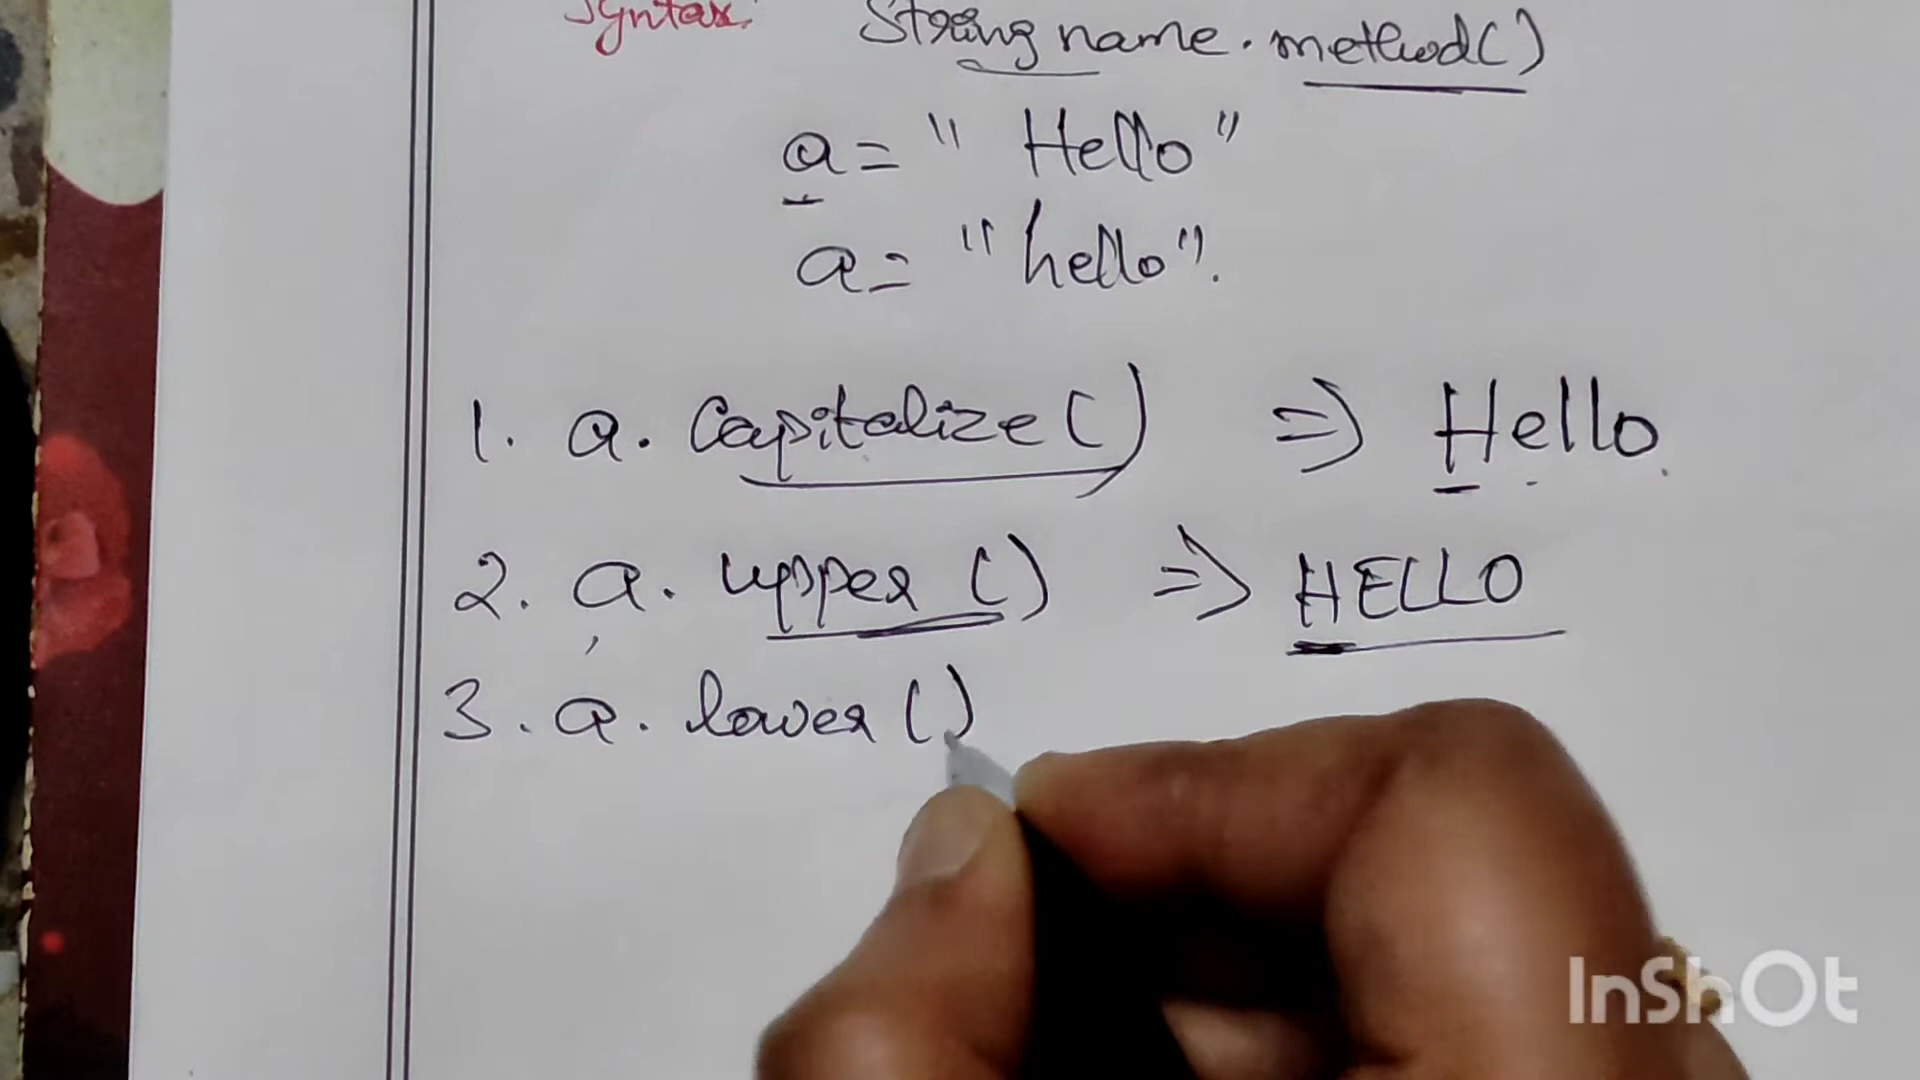 Syntax: String name.method()
a = "Hello"
a = "hello".
1. a. Capitalize() => Hello.
2. a. upper () => HELLO
3. a. lower ()
InShOt